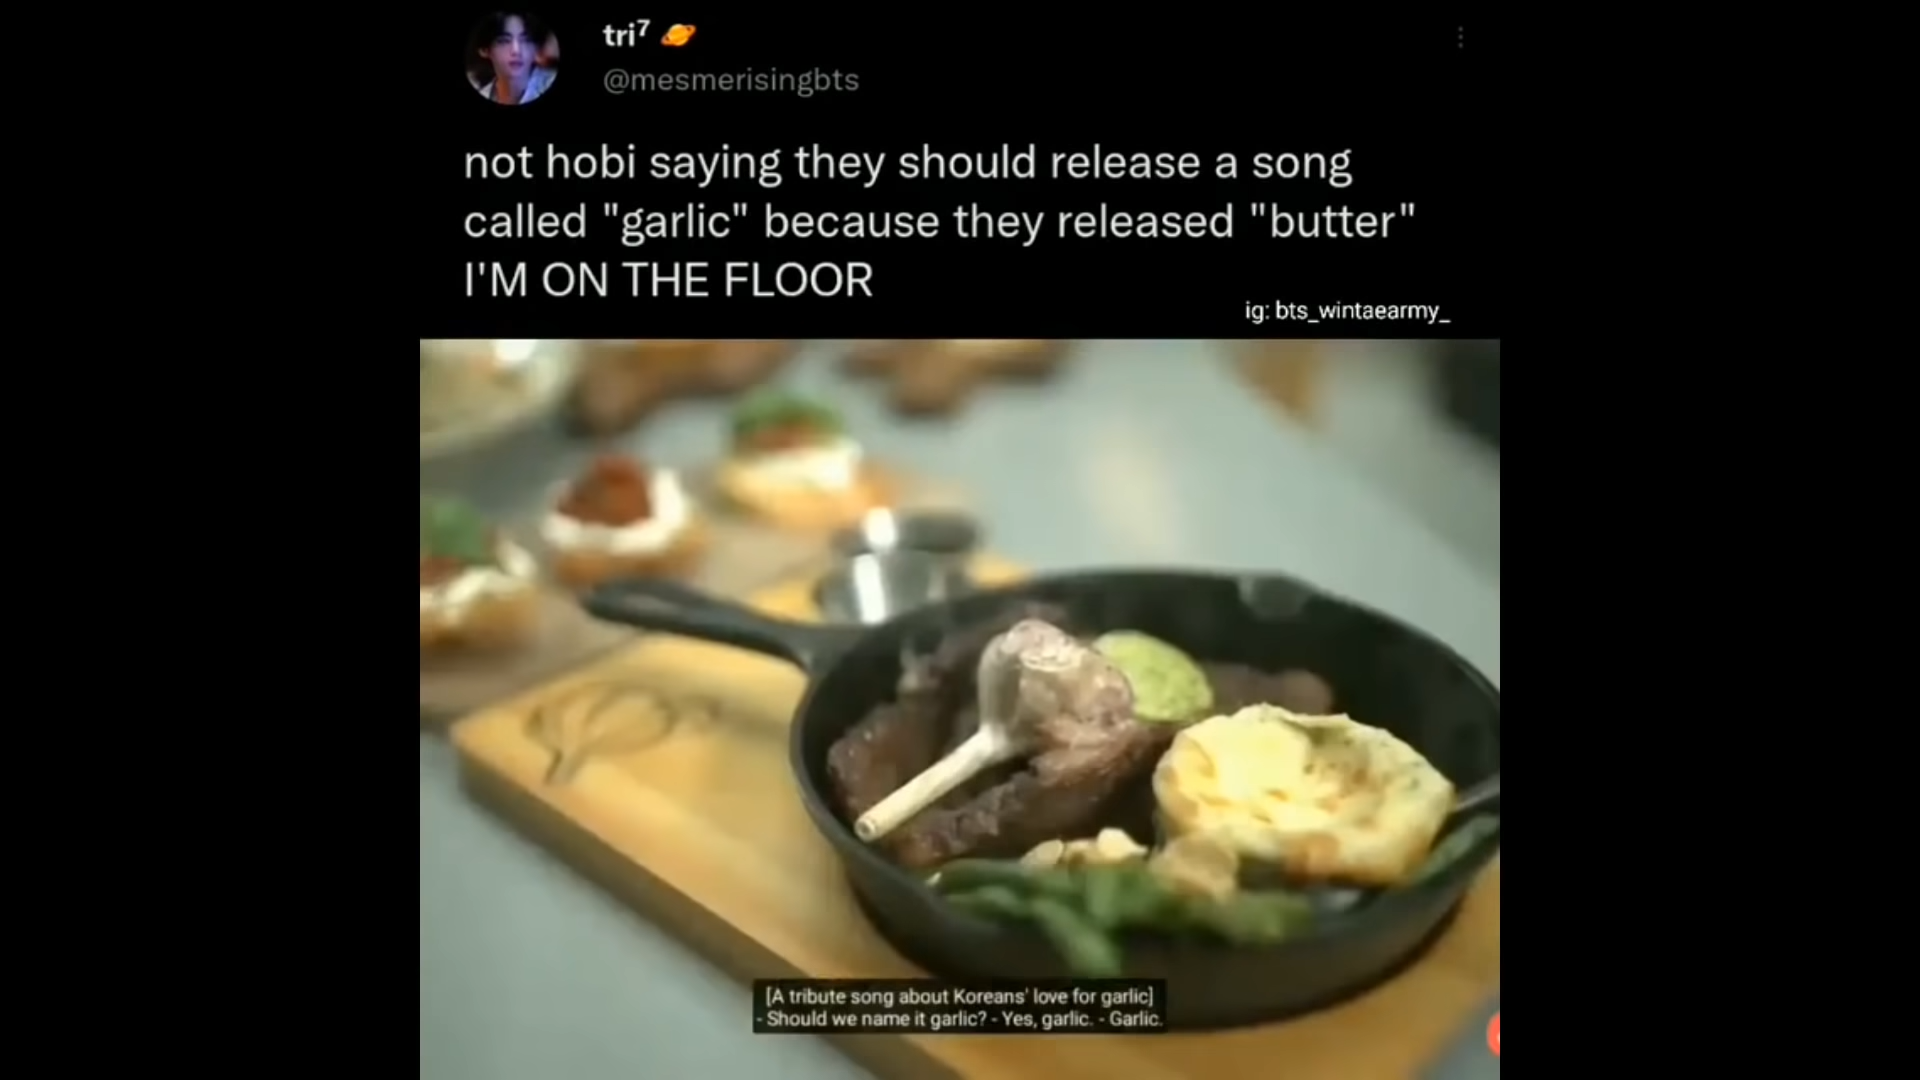 tri⁷ 🪐
@mesmerisingbts
not hobi saying they should release a song
called "garlic" because they released "butter"
I'M ON THE FLOOR
ig: bts_wintaearmy_
[A tribute song about Koreans' love for garlic]
- Should we name it garlic? - Yes, garlic. - Garlic.